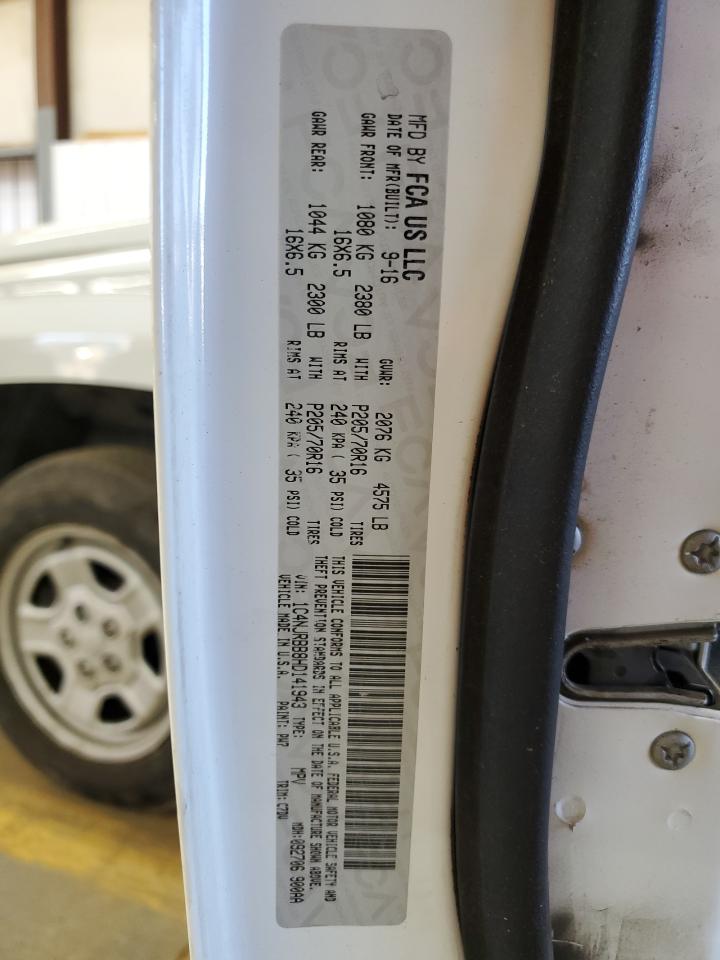 MFD BY FCA US LLC
DATE OF MFR(BUILT): 9-16 GVWR: 2076 KG 4575 LB
GAWR FRONT: 1080 KG 2380 LB WITH P205/70R16 TIRES
16X6.5 RIMS AT 240 KPA ( 35 PSI) COLD
GAWR REAR: 1044 KG 2300 LB WITH P205/70R16 TIRES
16X6.5 RIMS AT 240 KPA ( 35 PSI) COLD
THIS VEHICLE CONFORMS TO ALL APPLICABLE U.S.A. FEDERAL MOTOR VEHICLE SAFETY AND
THEFT PREVENTION STANDARDS IN EFFECT ON THE DATE OF MANUFACTURE SHOWN ABOVE.
VIN: 1C4NJRBB8HD141943 TYPE: MPV MDH:092706 900AA
VEHICLE MADE IN U.S.A. PAINT: PW7 TRIM: